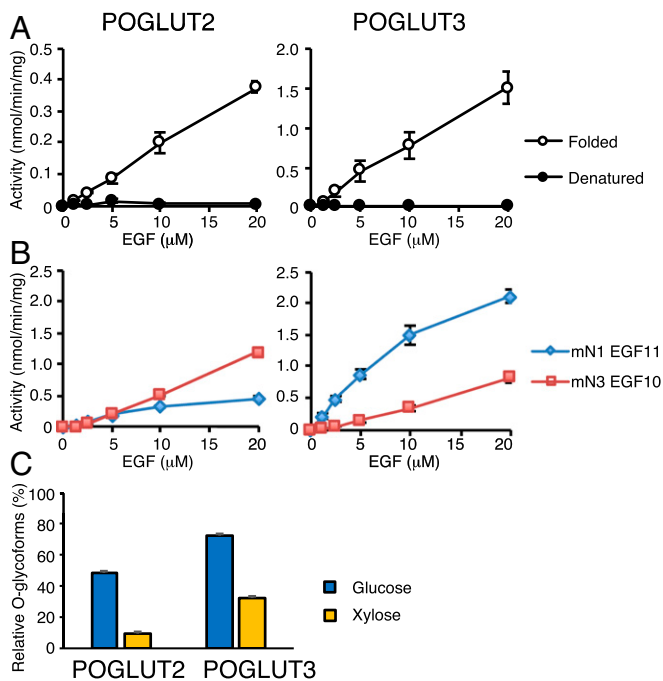 A
POGLUT2
POGLUT3
Activity (nmol/min/mg)
0.5
0.4
0.3
0.2
0.1
0
0 5 10 15 20
EGF (μM)
2.0
1.5
1.0
0.5
0
0 5 10 15 20
EGF (μM)
Folded
Denatured
B
Activity (nmol/min/mg)
2.5
2.0
1.5
1.0
0.5
0
0 5 10 15 20
EGF (μM)
2.5
2.0
1.5
1.0
0.5
0
0 5 10 15 20
EGF (μM)
mN1 EGF11
mN3 EGF10
C
Relative O-glycoforms (%)
100
80
60
40
20
0
POGLUT2 POGLUT3
Glucose
Xylose